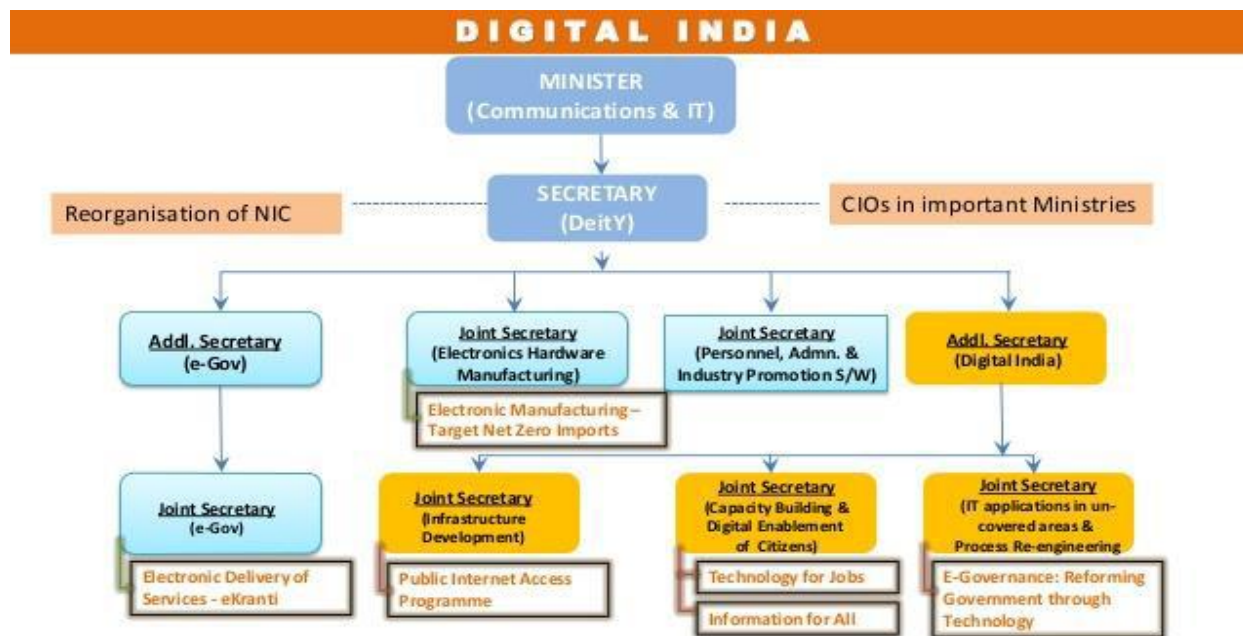 DIGITAL INDIA
MINISTER
(Communications & IT)
SECRETARY
(DeitY)
Reorganisation of NIC
CIOs in important Ministries
Addl. Secretary
(e-Gov)
Joint Secretary
(Electronics Hardware
Manufacturing)
Joint Secretary
(Personnel, Admn. &
Industry Promotion S/W)
Addl. Secretary
(Digital India)
Electronic Manufacturing –
Target Net Zero Imports
Joint Secretary
(e-Gov)
Joint Secretary
(Infrastructure
Development)
Joint Secretary
(Capacity Building &
Digital Enablement
of Citizens)
Joint Secretary
(IT applications in un-
covered areas &
Process Re-engineering
Electronic Delivery of
Services - eKranti
Public Internet Access
Programme
Technology for Jobs
Information for All
E-Governance: Reforming
Government through
Technology